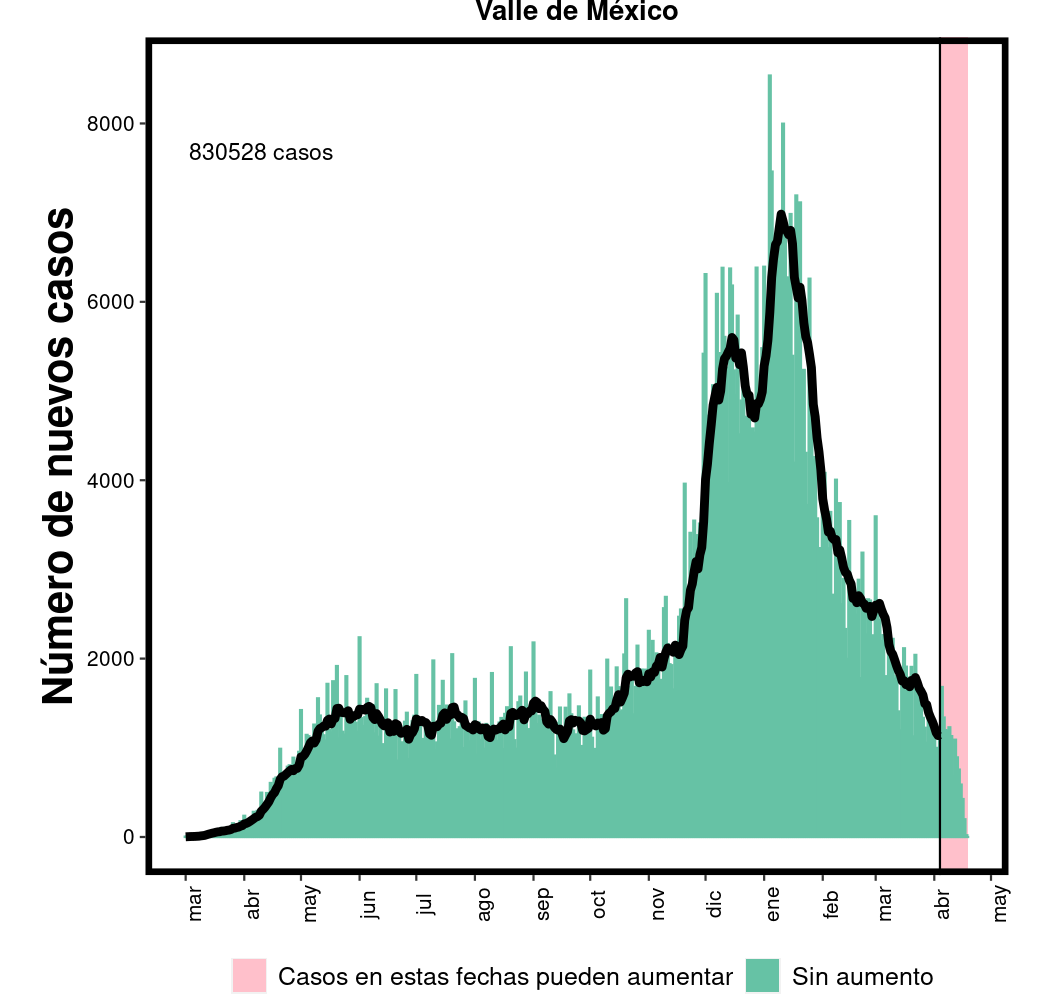 Valle de México
830528 casos
Número de nuevos casos
8000
6000
4000
2000
0
mar abr may jun jul ago sep oct nov dic ene feb mar abr may
Casos en estas fechas pueden aumentar Sin aumento